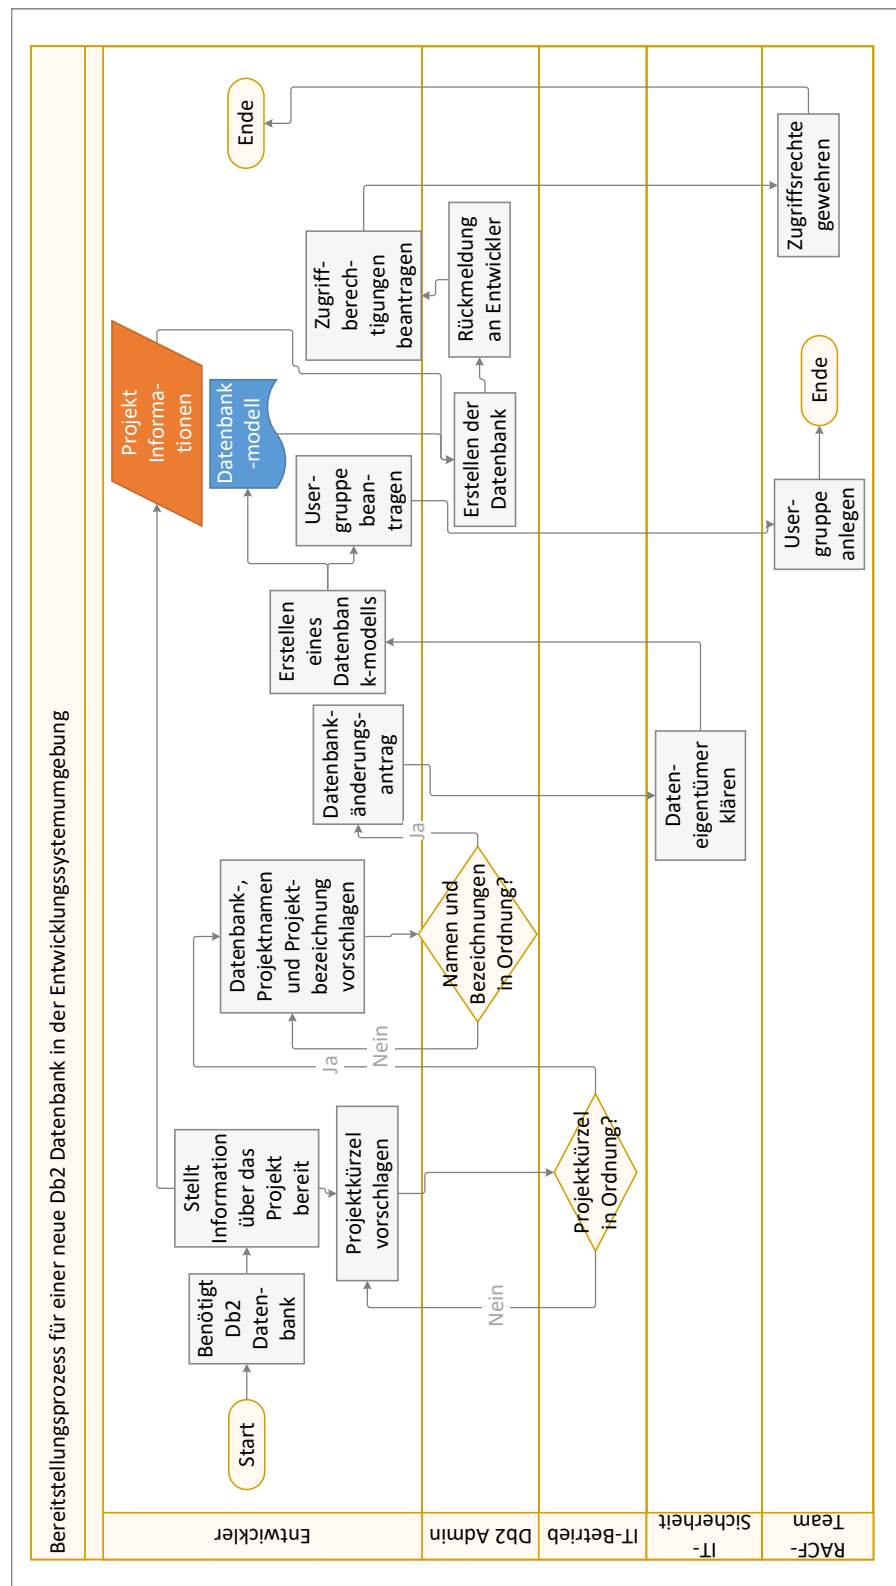 Bereitstellungsprozess für einer neue Db2 Datenbank in der Entwicklungssystemumgebung
Entwickler
Start
Benötigt
Db2
Daten-
bank
Stellt
Information
über das
Projekt
bereit
Projektkürzel
vorschlagen
Nein
Ja
Datenbank-,
Projektnamen
und Projekt-
bezeichnung
vorschlagen
Nein
Ja
Datenbank-
änderungs-
antrag
Erstellen
eines
Datenban
k-modells
User-
gruppe
bean-
tragen
Projekt
Informa-
tionen
Datenbank
-modell
Zugriff-
berech-
tigungen
beantragen
Ende
Db2 Admin
Namen und
Bezeichnungen
in Ordnung?
Erstellen der
Datenbank
Rückmeldung
an Entwickler
IT-Betrieb
Projektkürzel
in Ordnung?
IT-
Sicherheit
Daten-
eigentümer
klären
RACF-
Team
User-
gruppe
anlegen
Ende
Zugriffsrechte
gewehren